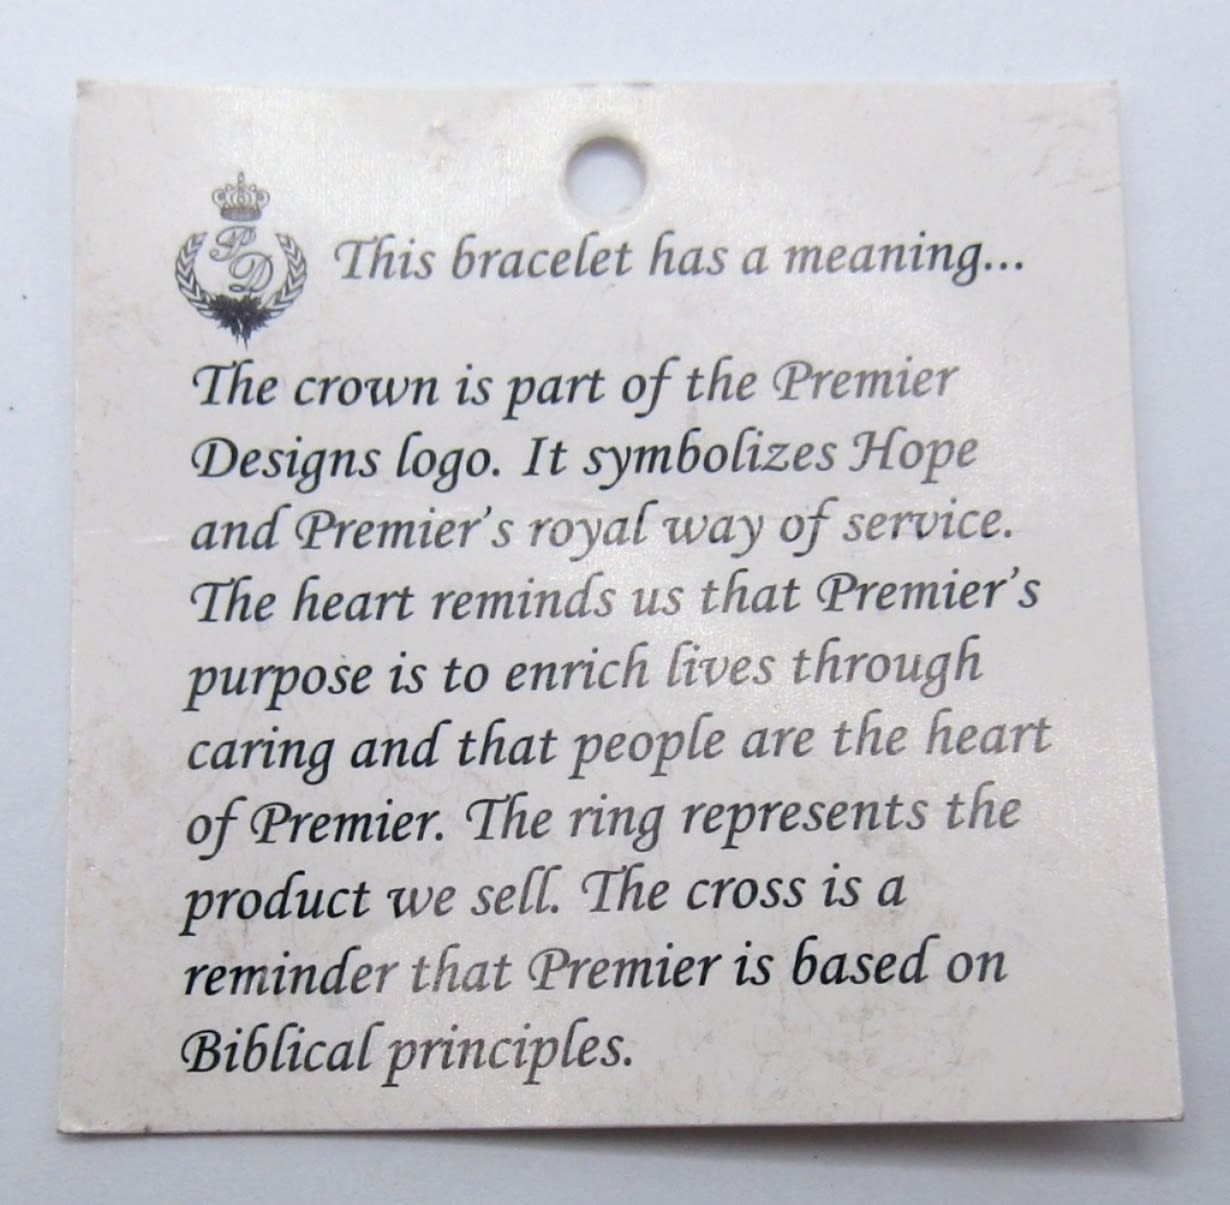 PD
This bracelet has a meaning...
The crown is part of the Premier
Designs logo. It symbolizes Hope
and Premier's royal way of service.
The heart reminds us that Premier's
purpose is to enrich lives through
caring and that people are the heart
of Premier. The ring represents the
product we sell. The cross is a
reminder that Premier is based on
Biblical principles.